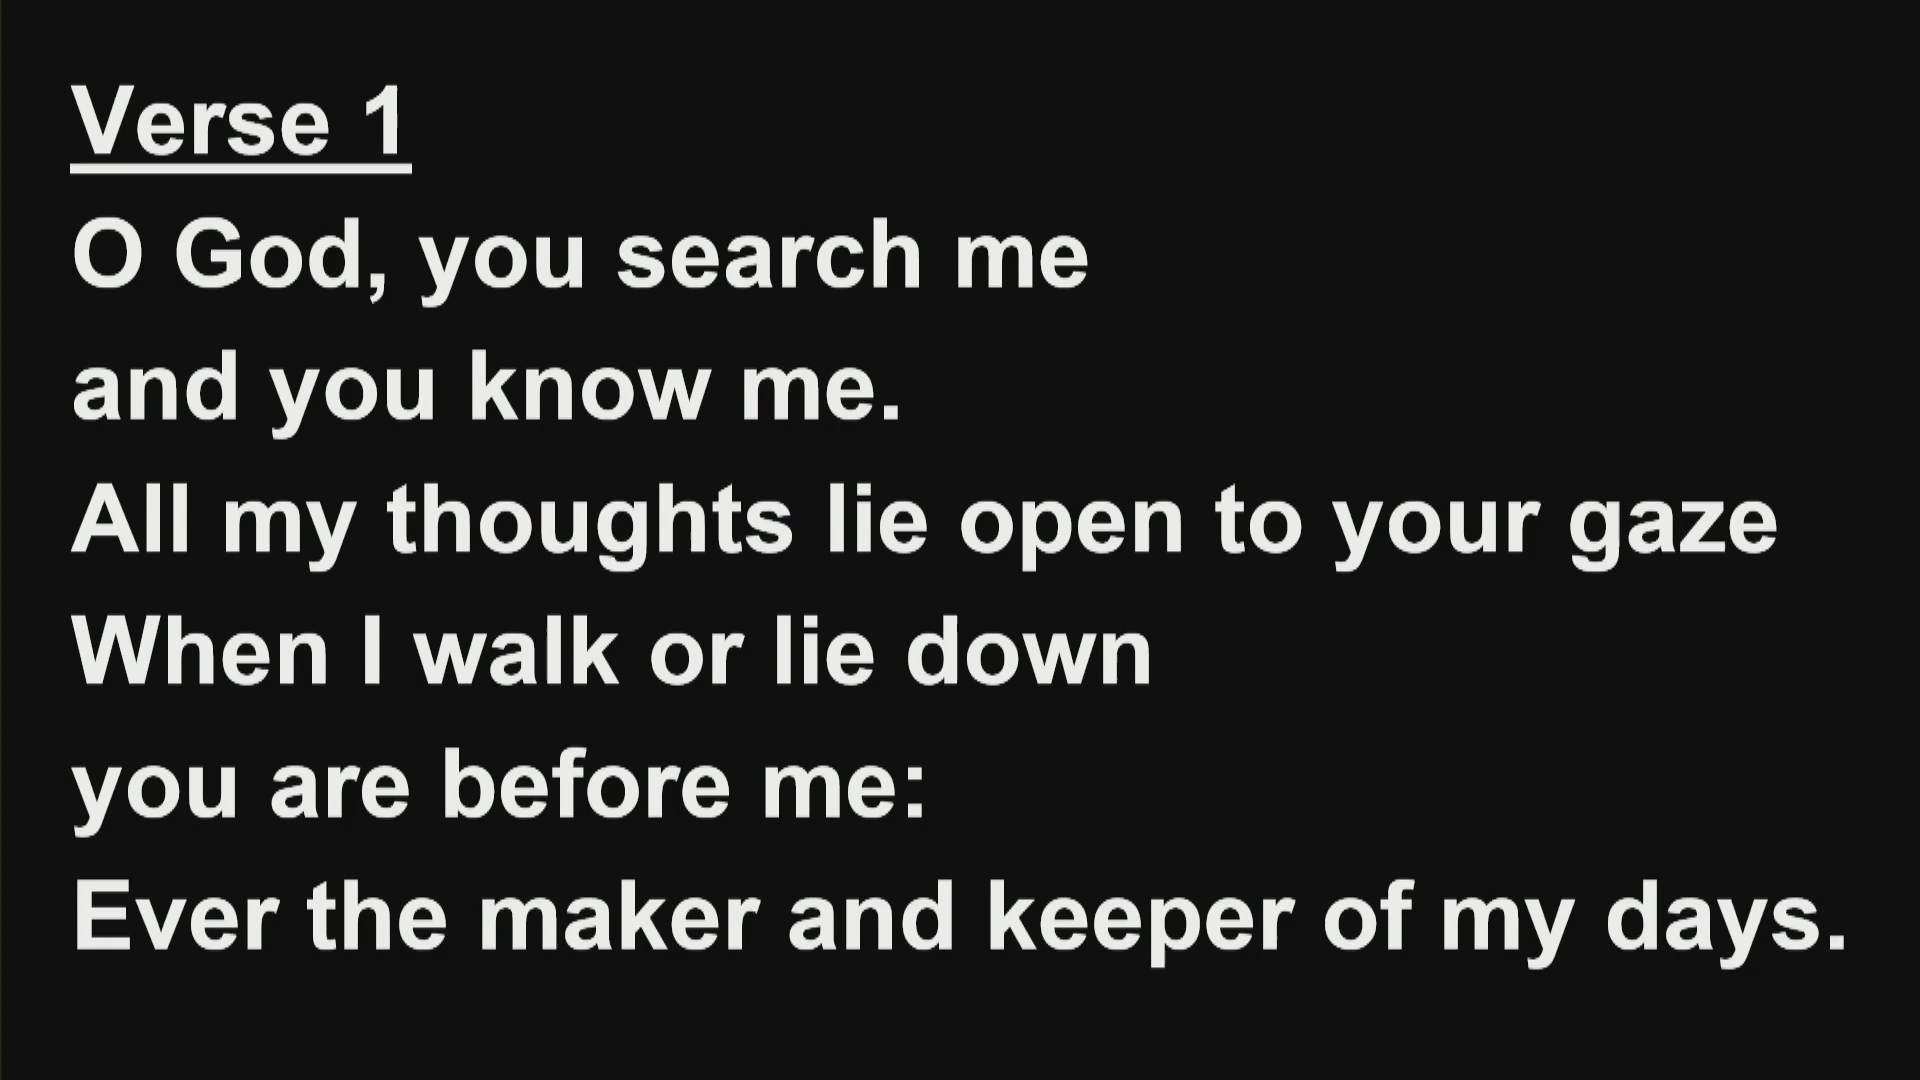 Verse 1
O God, you search me
and you know me.
All my thoughts lie open to your gaze
When I walk or lie down
you are before me:
Ever the maker and keeper of my days.